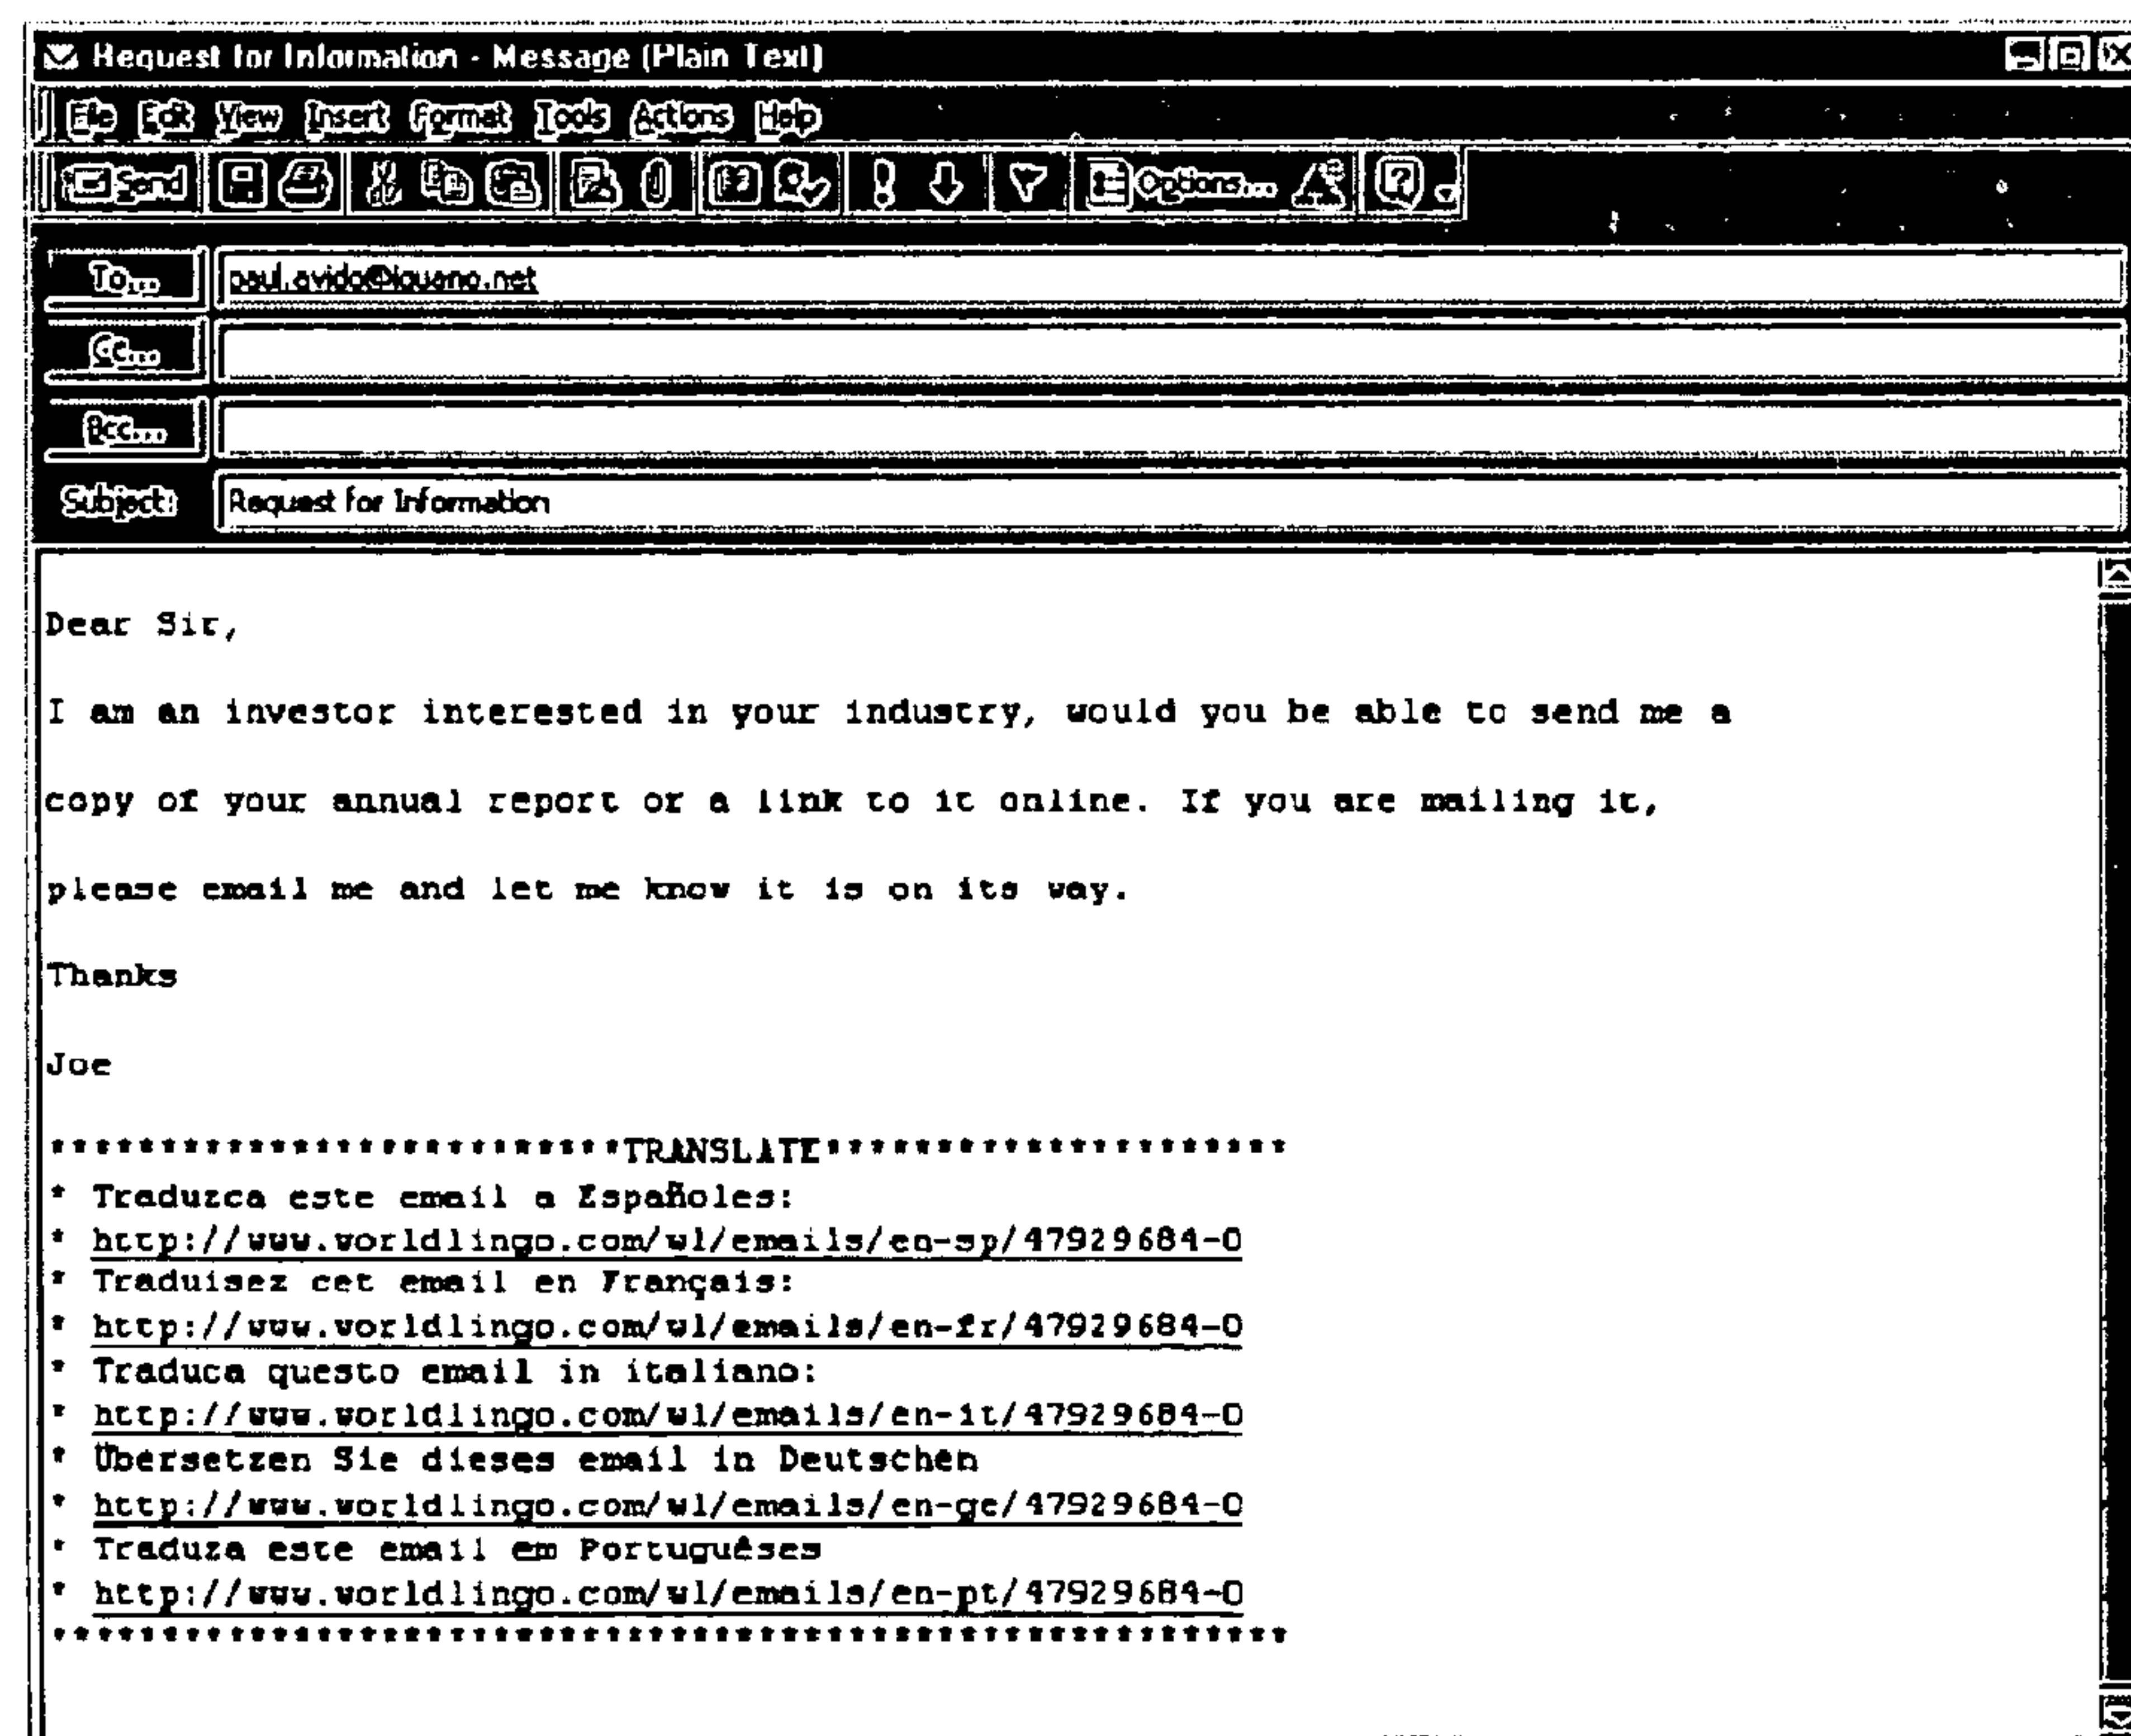 Request for Information - Message (Plain Text)
File Edit View Insert Format Tools Actions Help
Send Options...
To...
Cc...
Bcc...
Subject: Request for Information
Dear Sir,
I am an investor interested in your industry, would you be able to send me a
copy of your annual report or a link to it online. If you are mailing it,
please email me and let me know it is on its way.
Thanks
Joe
**************************TRANSLATE*********************
* Traduzca este email a Españoles:
* http://www.worldlingo.com/wl/emails/en-sp/47929684-0
* Traduisez cet email en Français:
* http://www.worldlingo.com/wl/emails/en-fr/47929684-0
* Traduca questo email in italiano:
* http://www.worldlingo.com/wl/emails/en-it/47929684-0
* Übersetzen Sie dieses email in Deutschen
* http://www.worldlingo.com/wl/emails/en-ge/47929684-0
* Traduza este email em Portuguêses
* http://www.worldlingo.com/wl/emails/en-pt/47929684-0
*********************************************************